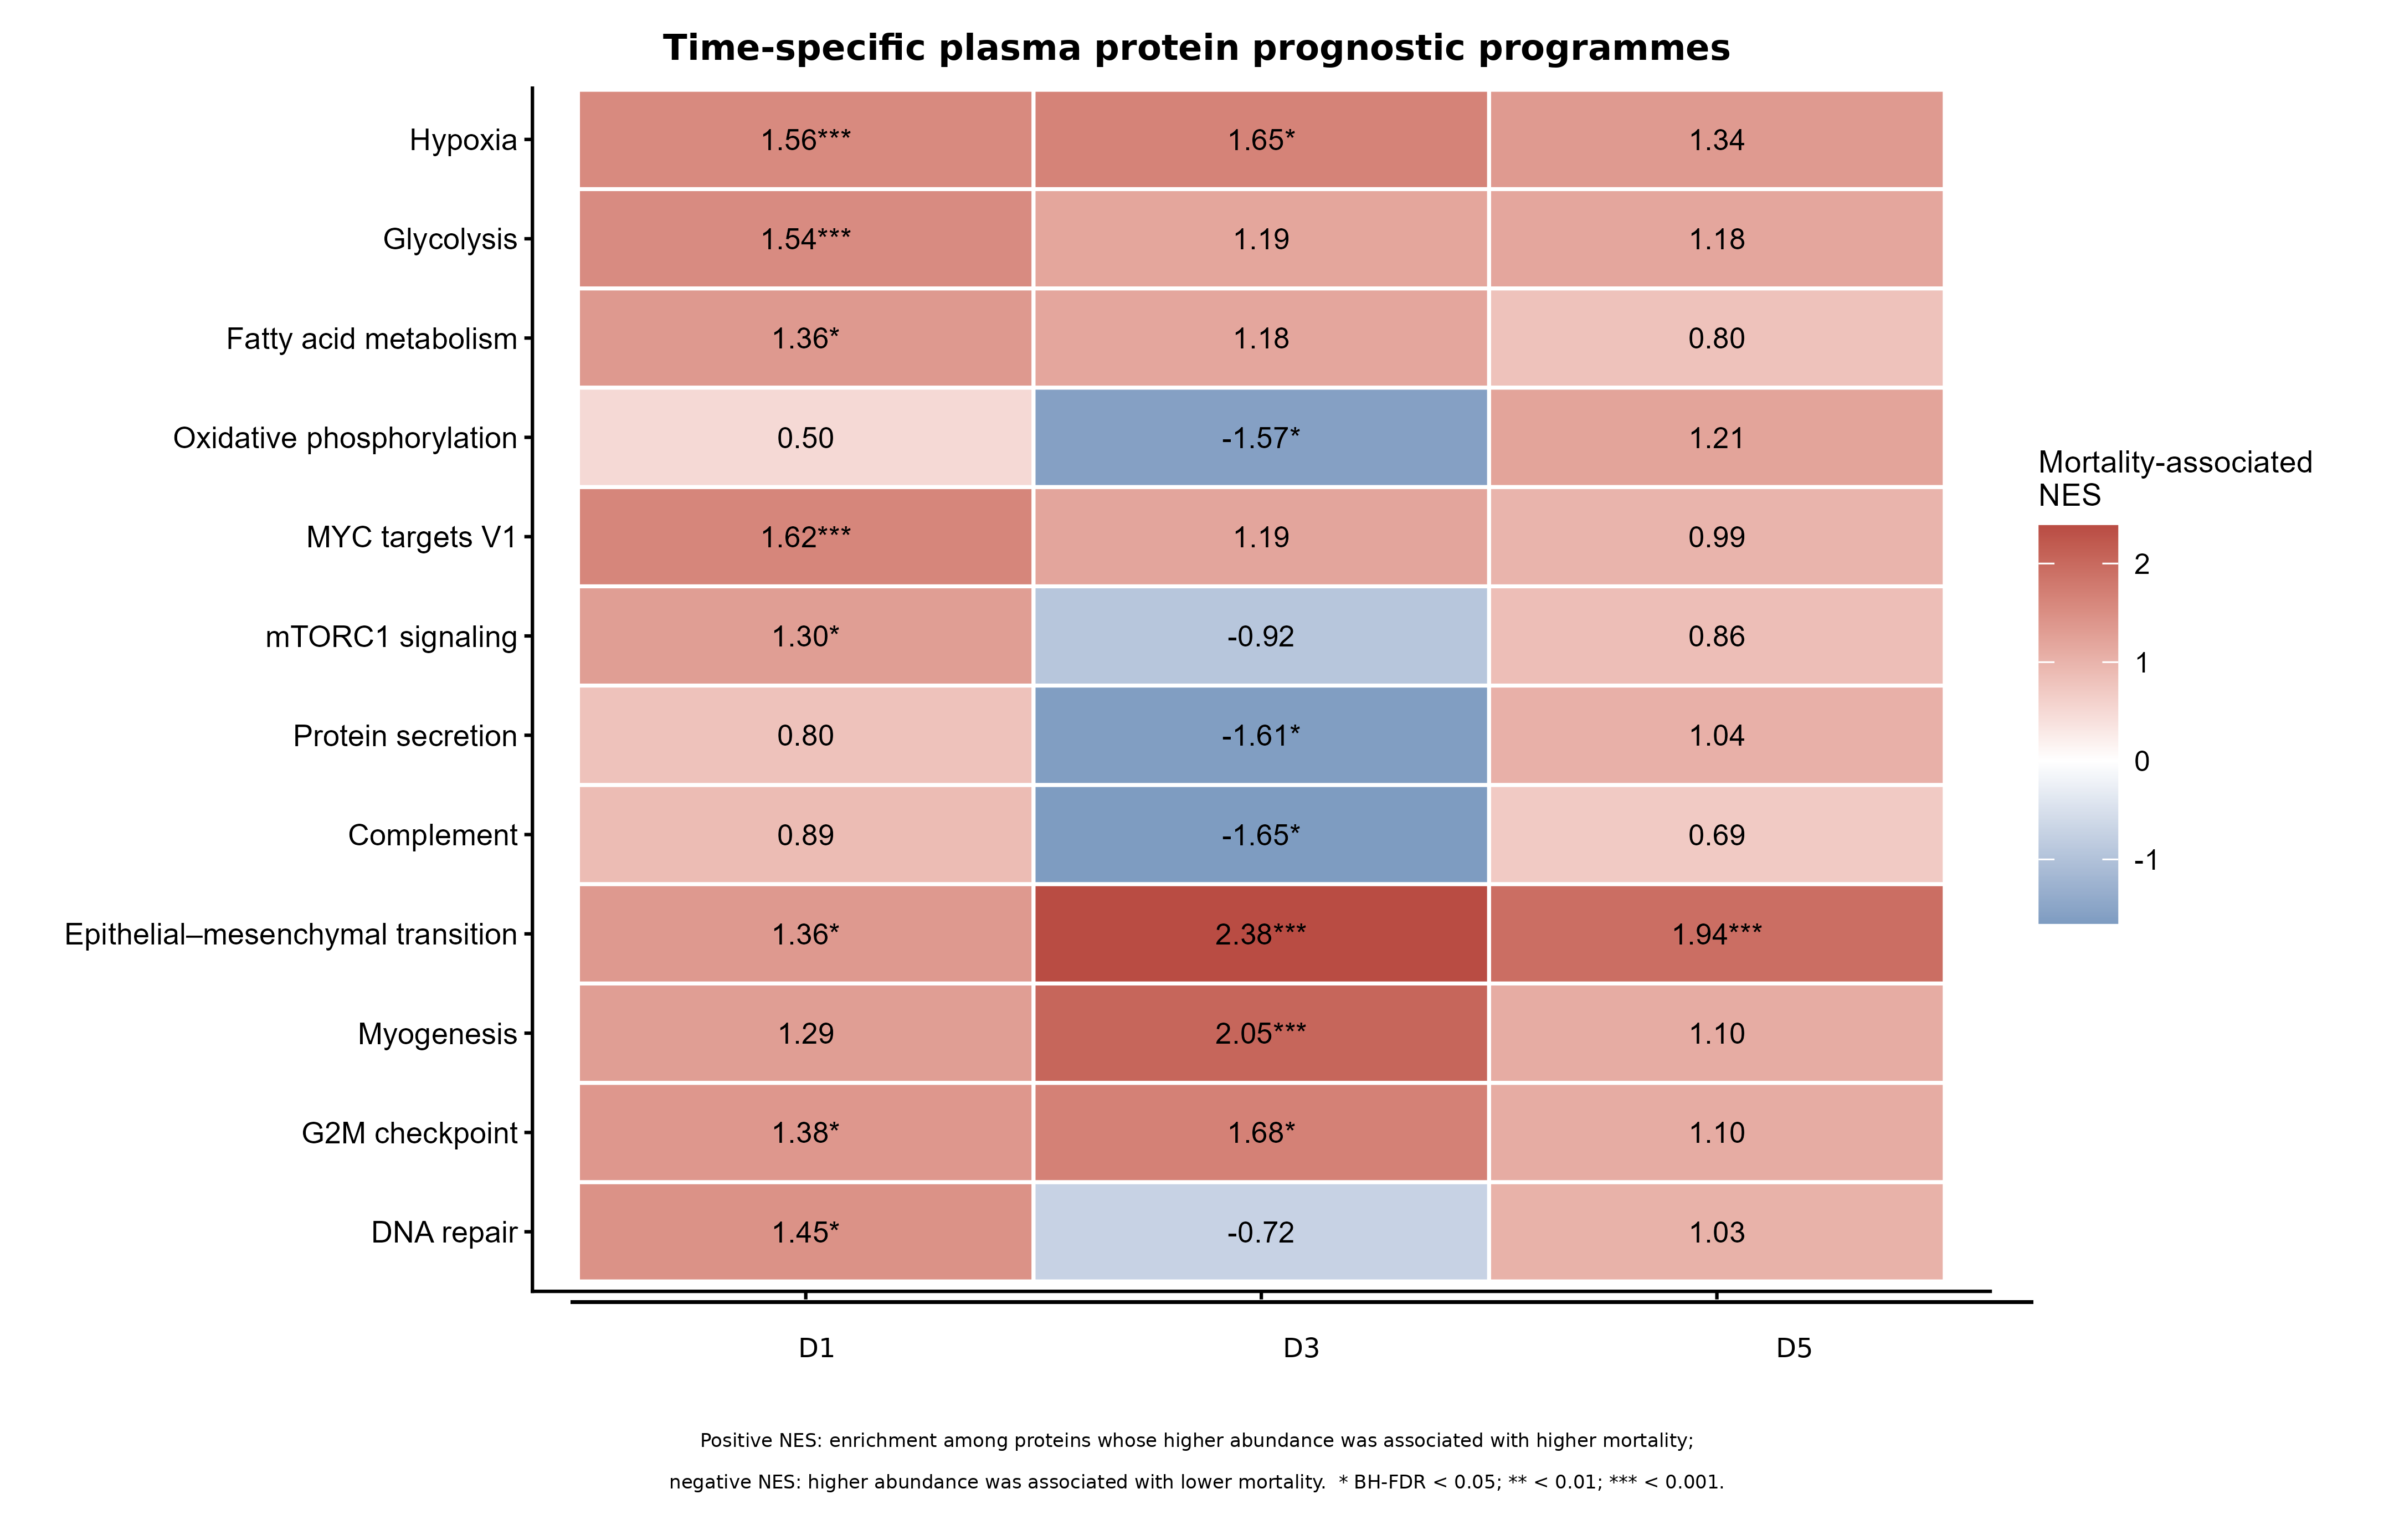 Time-specific plasma protein prognostic programmes
Hypoxia 1.56*** 1.65* 1.34
Glycolysis 1.54*** 1.19 1.18
Fatty acid metabolism 1.36* 1.18 0.80
Oxidative phosphorylation 0.50 -1.57* 1.21
MYC targets V1 1.62*** 1.19 0.99
mTORC1 signaling 1.30* -0.92 0.86
Protein secretion 0.80 -1.61* 1.04
Complement 0.89 -1.65* 0.69
Epithelial–mesenchymal transition 1.36* 2.38*** 1.94***
Myogenesis 1.29 2.05*** 1.10
G2M checkpoint 1.38* 1.68* 1.10
DNA repair 1.45* -0.72 1.03
D1 D3 D5
Mortality-associated
NES
2
1
0
-1
Positive NES: enrichment among proteins whose higher abundance was associated with higher mortality;
negative NES: higher abundance was associated with lower mortality. * BH-FDR < 0.05; ** < 0.01; *** < 0.001.